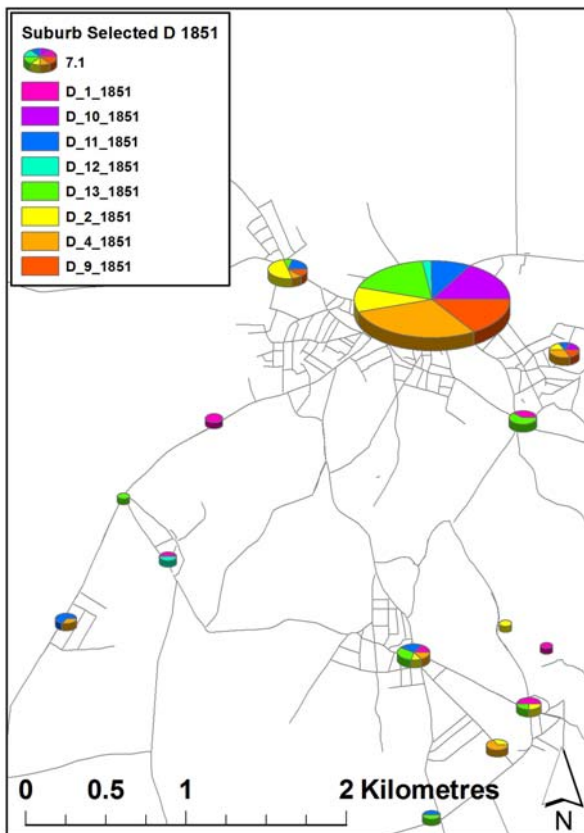 Suburb Selected D 1851
7.1
D_1_1851
D_10_1851
D_11_1851
D_12_1851
D_13_1851
D_2_1851
D_4_1851
D_9_1851
0 0.5 1 2 Kilometres
N